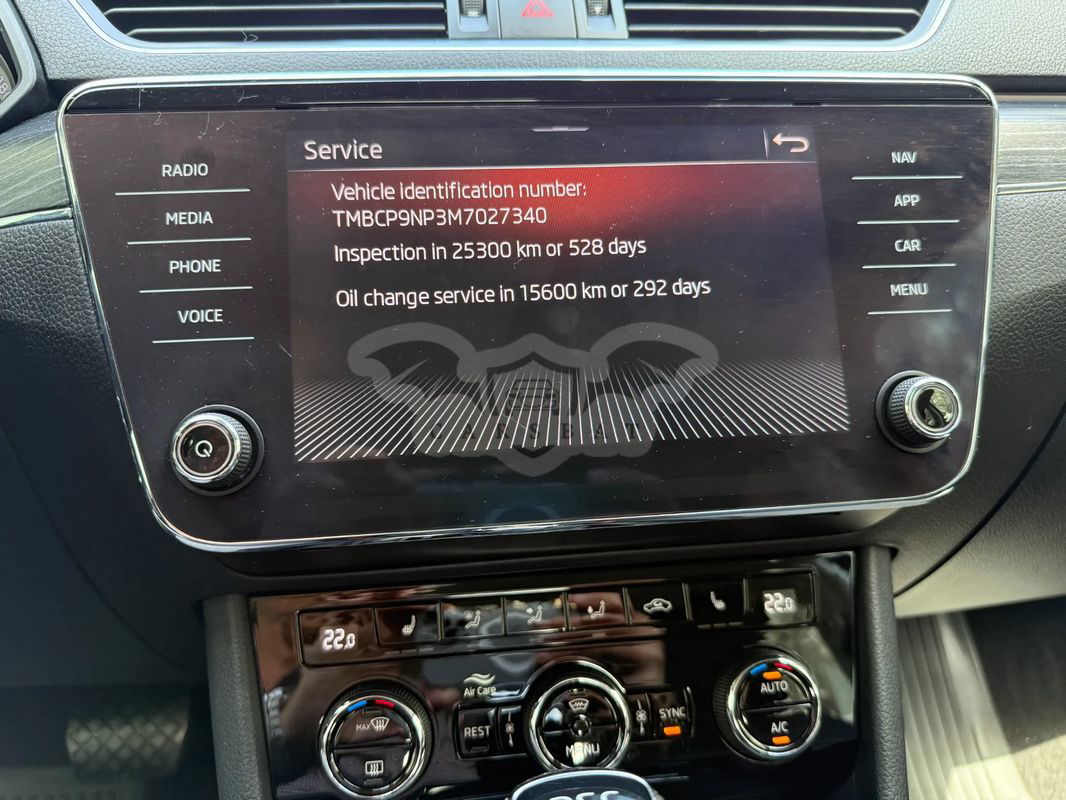 Service
Vehicle identification number:
TMBCP9NP3M7027340
Inspection in 25300 km or 528 days
Oil change service in 15600 km or 292 days
RADIO
MEDIA
PHONE
VOICE
NAV
APP
CAR
MENU
CARSBAT
22.0
22.0
Air Care
MAX
REST
MENU
SYNC
AUTO
A/C